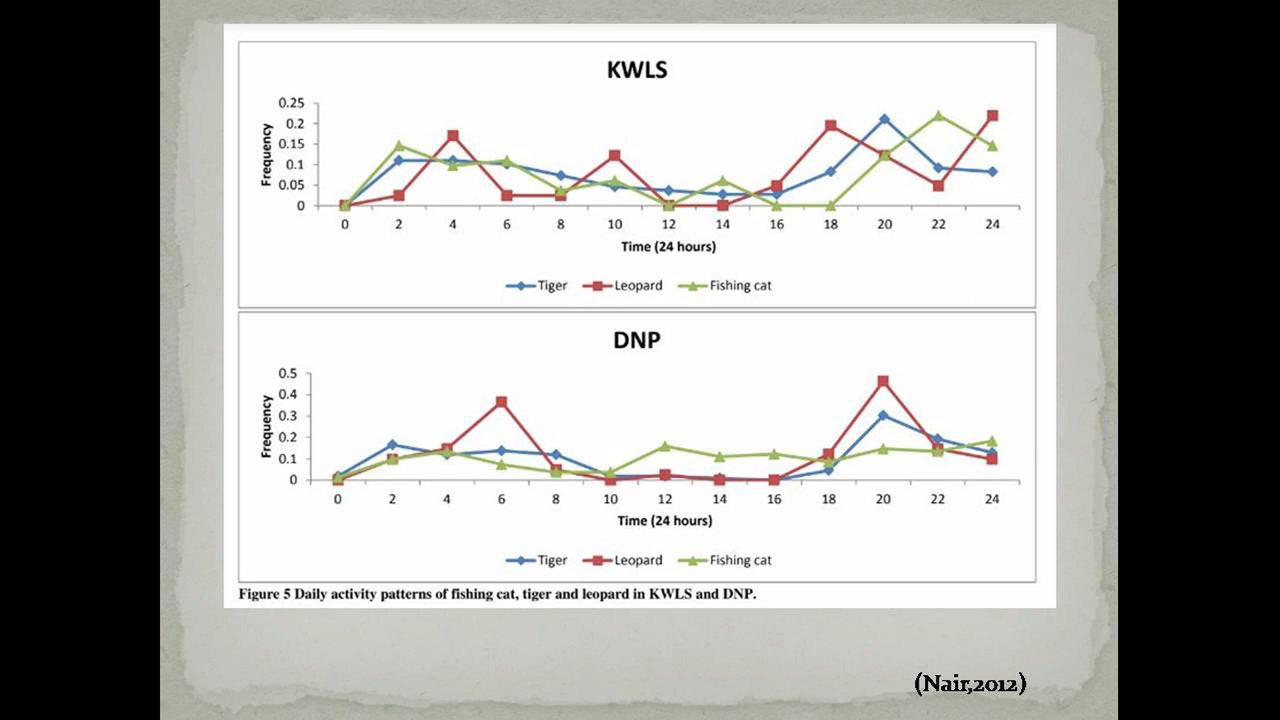 KWLS
0.25
0.2
0.15
0.1
0.05
0
Frequency
0 2 4 6 8 10 12 14 16 18 20 22 24
Time (24 hours)
Tiger Leopard Fishing cat
DNP
0.5
0.4
0.3
0.2
0.1
0
Frequency
0 2 4 6 8 10 12 14 16 18 20 22 24
Time (24 hours)
Tiger Leopard Fishing cat
Figure 5 Daily activity patterns of fishing cat, tiger and leopard in KWLS and DNP.
(Nair,2012)